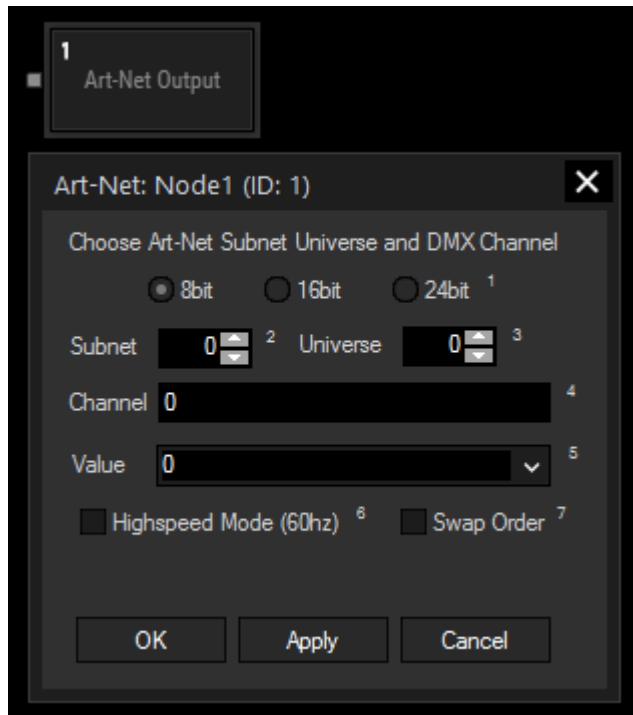 1
Art-Net Output
Art-Net: Node1 (ID: 1)
Choose Art-Net Subnet Universe and DMX Channel
8bit 16bit 24bit 1
Subnet 0 2 Universe 0 3
Channel 0 4
Value 0 5
Highspeed Mode (60hz) 6 Swap Order 7
OK Apply Cancel